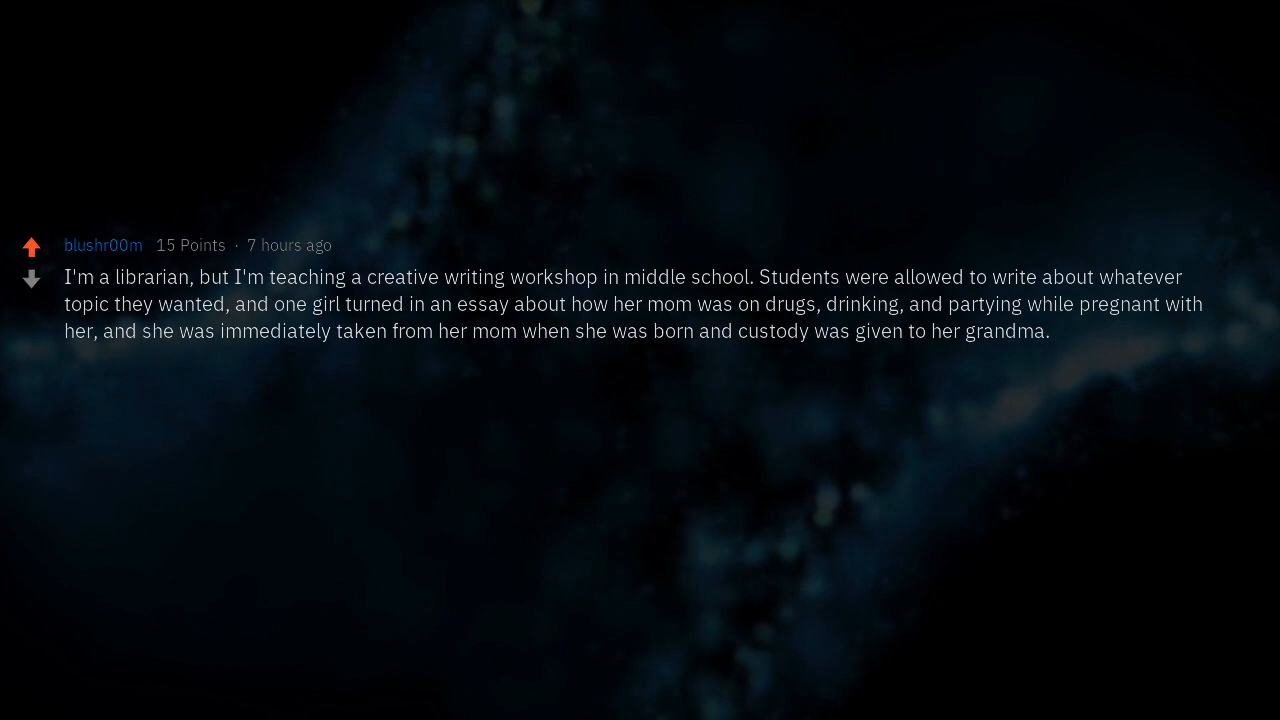 blushr00m 15 Points · 7 hours ago
I'm a librarian, but I'm teaching a creative writing workshop in middle school. Students were allowed to write about whatever
topic they wanted, and one girl turned in an essay about how her mom was on drugs, drinking, and partying while pregnant with
her, and she was immediately taken from her mom when she was born and custody was given to her grandma.